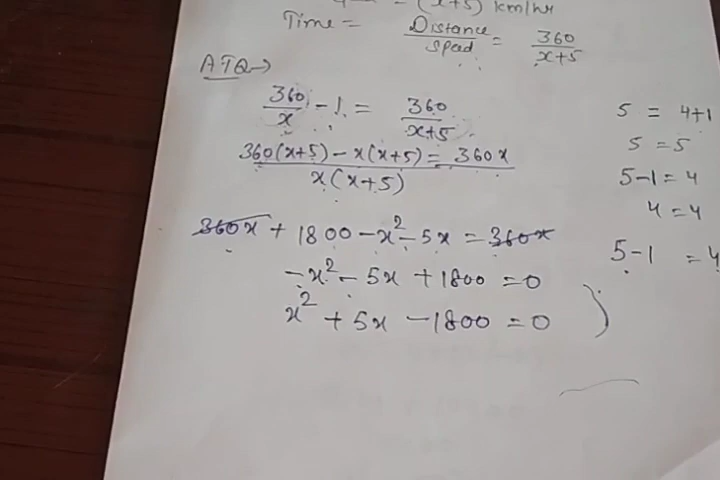 = (x+5) km/hr
Time = Distance/Speed = 360/x+5
ATQ→
360/x - 1 = 360/x+5
360(x+5) - x(x+5) = 360x
x(x+5)
360x + 1800 - x² - 5x = 360x
-x² - 5x + 1800 = 0
x² + 5x - 1800 = 0
5 = 4+1
5 = 5
5-1 = 4
4 = 4
5-1 = 4